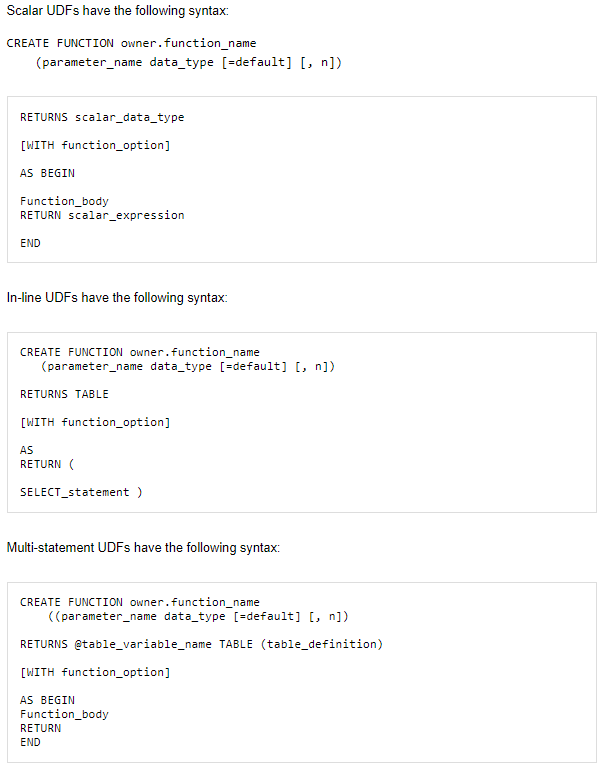 Scalar UDFs have the following syntax:
CREATE FUNCTION owner.function_name
(parameter_name data_type [=default] [, n])
RETURNS scalar_data_type
[WITH function_option]
AS BEGIN
Function_body
RETURN scalar_expression
END
In-line UDFs have the following syntax:
CREATE FUNCTION owner.function_name
(parameter_name data_type [=default] [, n])
RETURNS TABLE
[WITH function_option]
AS
RETURN (
SELECT_statement )
Multi-statement UDFs have the following syntax:
CREATE FUNCTION owner.function_name
((parameter_name data_type [=default] [, n])
RETURNS @table_variable_name TABLE (table_definition)
[WITH function_option]
AS BEGIN
Function_body
RETURN
END